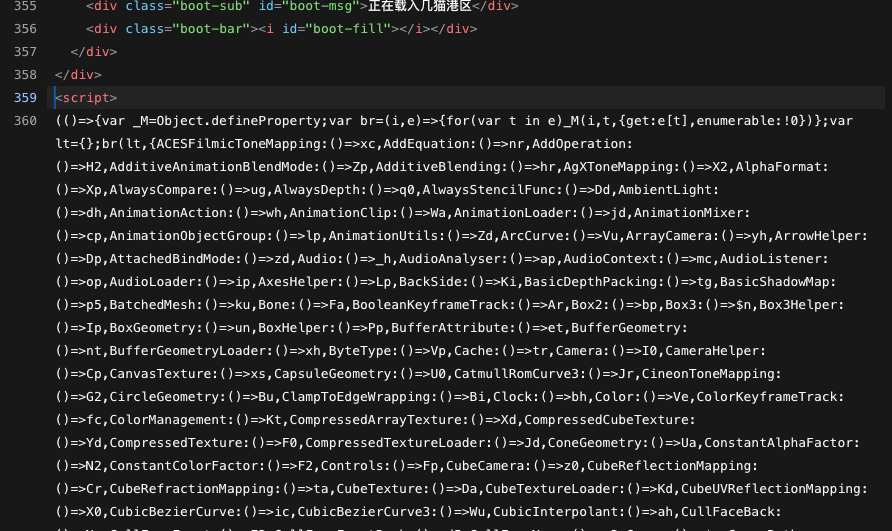 355 <div class="boot-sub" id="boot-msg">正在载入几猫港区</div>
356 <div class="boot-bar"><i id="boot-fill"></i></div>
357 </div>
358 </div>
359 <script>
360 (()=>{var _M=Object.defineProperty;var br=(i,e)=>{for(var t in e)_M(i,t,{get:e[t],enumerable:!0})};var
lt={};br(lt,{ACESFilmicToneMapping:()=>xc,AddEquation:()=>nr,AddOperation:
()=>H2,AdditiveAnimationBlendMode:()=>Zp,AdditiveBlending:()=>hr,AgXToneMapping:()=>X2,AlphaFormat:
()=>Xp,AlwaysCompare:()=>ug,AlwaysDepth:()=>q0,AlwaysStencilFunc:()=>Dd,AmbientLight:
()=>dh,AnimationAction:()=>wh,AnimationClip:()=>Wa,AnimationLoader:()=>jd,AnimationMixer:
()=>cp,AnimationObjectGroup:()=>lp,AnimationUtils:()=>Zd,ArcCurve:()=>Vu,ArrayCamera:()=>yh,ArrowHelper:
()=>Dp,AttachedBindMode:()=>zd,Audio:()=>_h,AudioAnalyser:()=>ap,AudioContext:()=>mc,AudioListener:
()=>op,AudioLoader:()=>ip,AxesHelper:()=>Lp,BackSide:()=>Ki,BasicDepthPacking:()=>tg,BasicShadowMap:
()=>p5,BatchedMesh:()=>ku,Bone:()=>Fa,BooleanKeyframeTrack:()=>Ar,Box2:()=>bp,Box3:()=>$n,Box3Helper:
()=>Ip,BoxGeometry:()=>un,BoxHelper:()=>Pp,BufferAttribute:()=>et,BufferGeometry:
()=>nt,BufferGeometryLoader:()=>xh,ByteType:()=>Vp,Cache:()=>tr,Camera:()=>I0,CameraHelper:
()=>Cp,CanvasTexture:()=>xs,CapsuleGeometry:()=>U0,CatmullRomCurve3:()=>Jr,CineonToneMapping:
()=>G2,CircleGeometry:()=>Bu,ClampToEdgeWrapping:()=>Bi,Clock:()=>bh,Color:()=>Ve,ColorKeyframeTrack:
()=>fc,ColorManagement:()=>Kt,CompressedArrayTexture:()=>Xd,CompressedCubeTexture:
()=>Yd,CompressedTexture:()=>F0,CompressedTextureLoader:()=>Jd,ConeGeometry:()=>Ua,ConstantAlphaFactor:
()=>N2,ConstantColorFactor:()=>F2,Controls:()=>Fp,CubeCamera:()=>z0,CubeReflectionMapping:
()=>Cr,CubeRefractionMapping:()=>ta,CubeTexture:()=>Da,CubeTextureLoader:()=>Kd,CubeUVReflectionMapping:
()=>X0,CubicBezierCurve:()=>ic,CubicBezierCurve3:()=>Wu,CubicInterpolant:()=>ah,CullFaceBack: